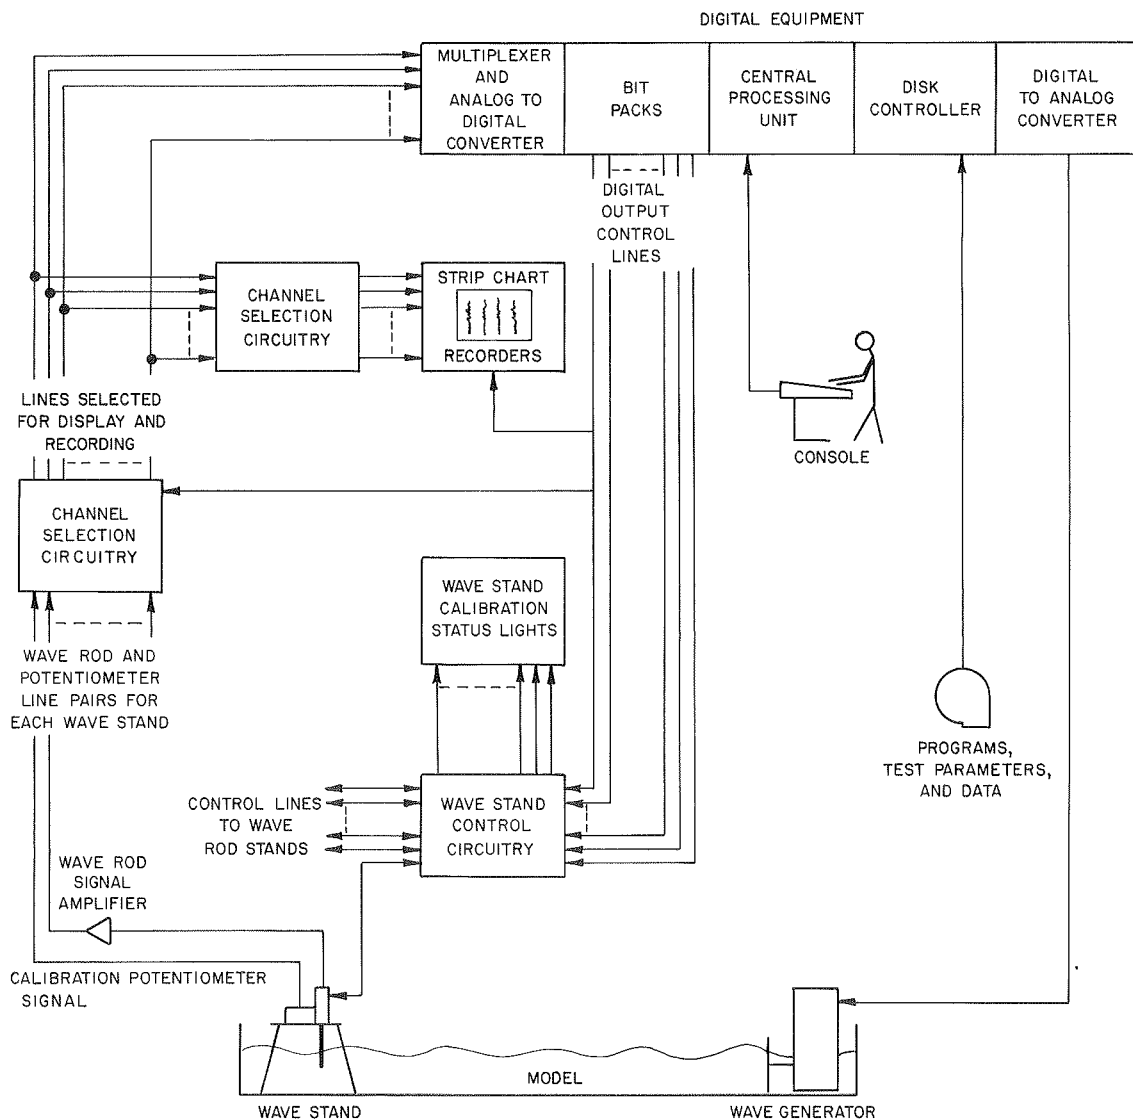 DIGITAL EQUIPMENT
MULTIPLEXER
AND
ANALOG TO
DIGITAL
CONVERTER
BIT
PACKS
CENTRAL
PROCESSING
UNIT
DISK
CONTROLLER
DIGITAL
TO ANALOG
CONVERTER
DIGITAL
OUTPUT
CONTROL
LINES
CHANNEL
SELECTION
CIRCUITRY
STRIP CHART
RECORDERS
LINES SELECTED
FOR DISPLAY AND
RECORDING
CONSOLE
CHANNEL
SELECTION
CIRCUITRY
WAVE STAND
CALIBRATION
STATUS LIGHTS
WAVE ROD AND
POTENTIOMETER
LINE PAIRS FOR
EACH WAVE STAND
PROGRAMS,
TEST PARAMETERS,
AND DATA
CONTROL LINES
TO WAVE
ROD STANDS
WAVE STAND
CONTROL
CIRCUITRY
WAVE ROD
SIGNAL
AMPLIFIER
CALIBRATION POTENTIOMETER
SIGNAL
MODEL
WAVE STAND
WAVE GENERATOR